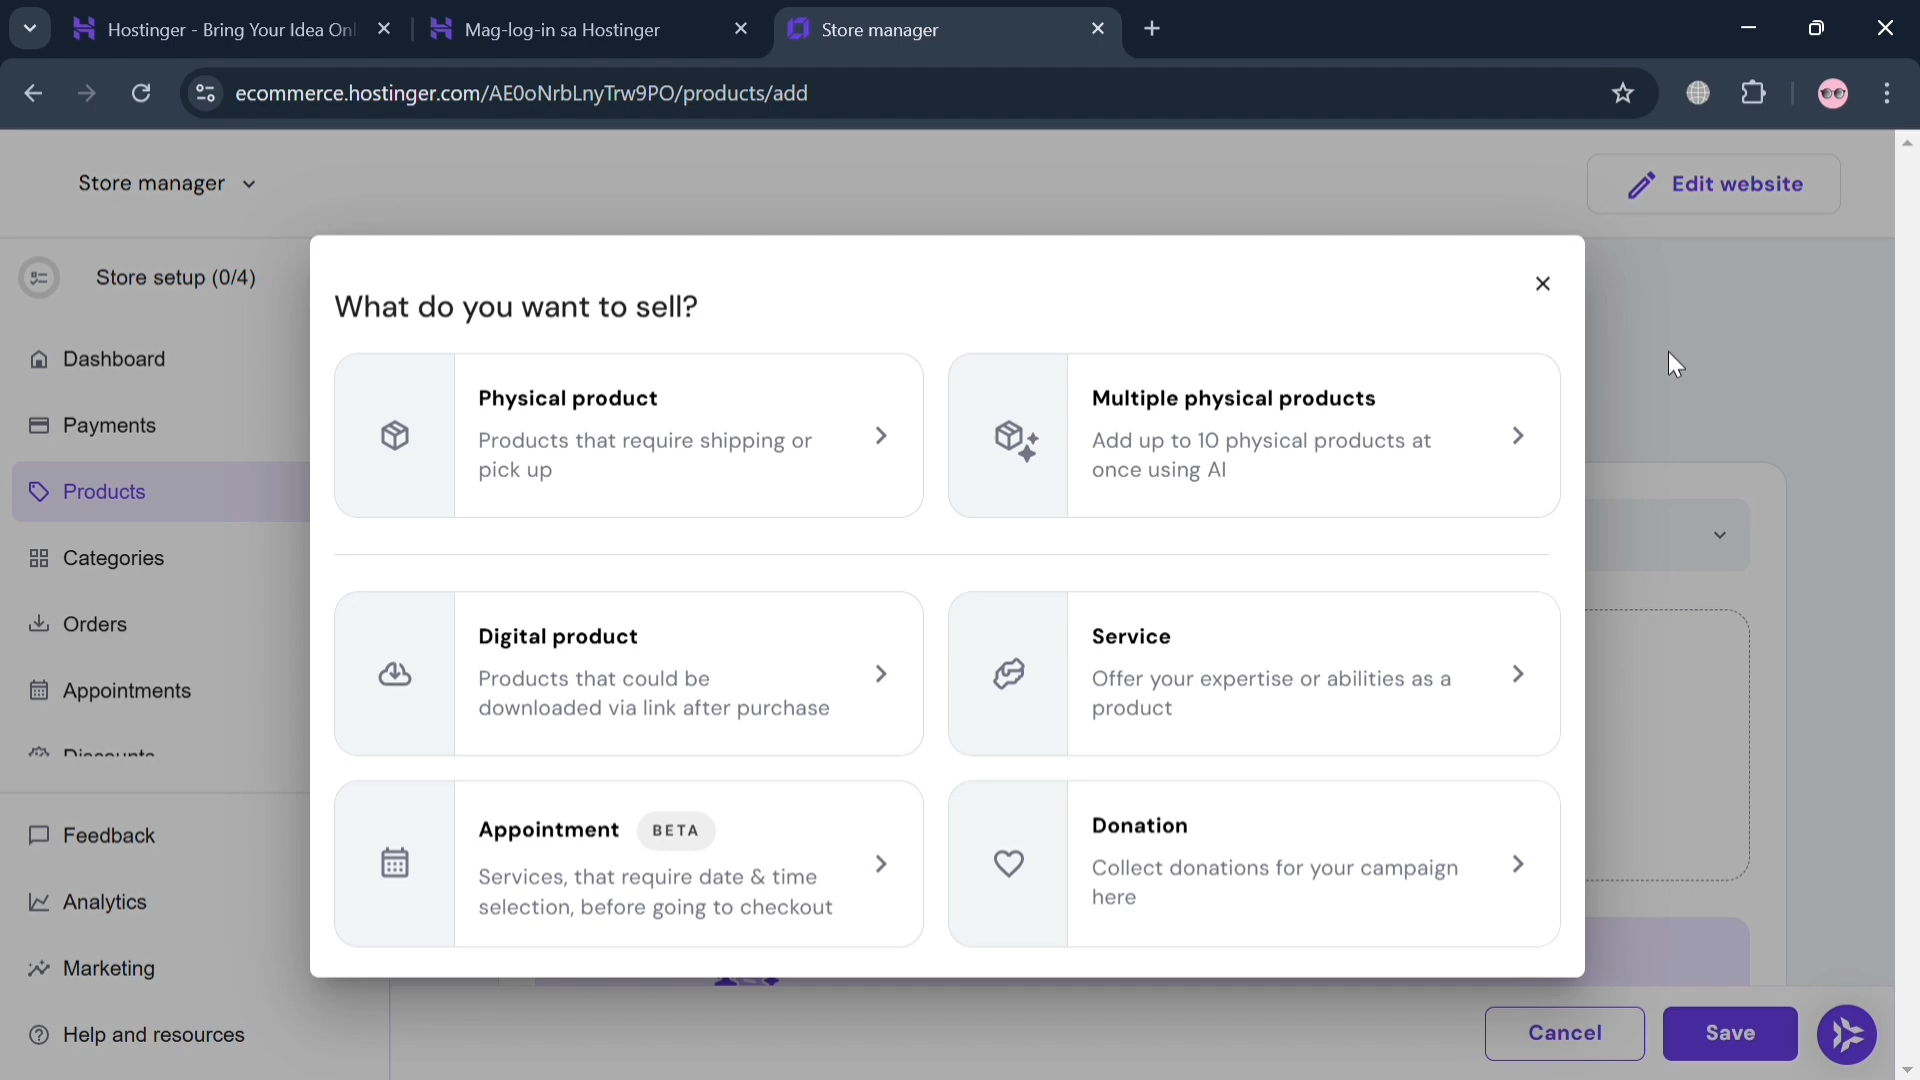 Hostinger - Bring Your Idea Onl
Mag-log-in sa Hostinger
Store manager
ecommerce.hostinger.com/AE0oNrbLnyTrw9PO/products/add
Store manager
Edit website
Store setup (0/4)
Dashboard
Payments
Products
Categories
Orders
Appointments
Discounts
Feedback
Analytics
Marketing
Help and resources
What do you want to sell?
Physical product
Products that require shipping or
pick up
Multiple physical products
Add up to 10 physical products at
once using AI
Digital product
Products that could be
downloaded via link after purchase
Service
Offer your expertise or abilities as a
product
Appointment BETA
Services, that require date & time
selection, before going to checkout
Donation
Collect donations for your campaign
here
Cancel
Save